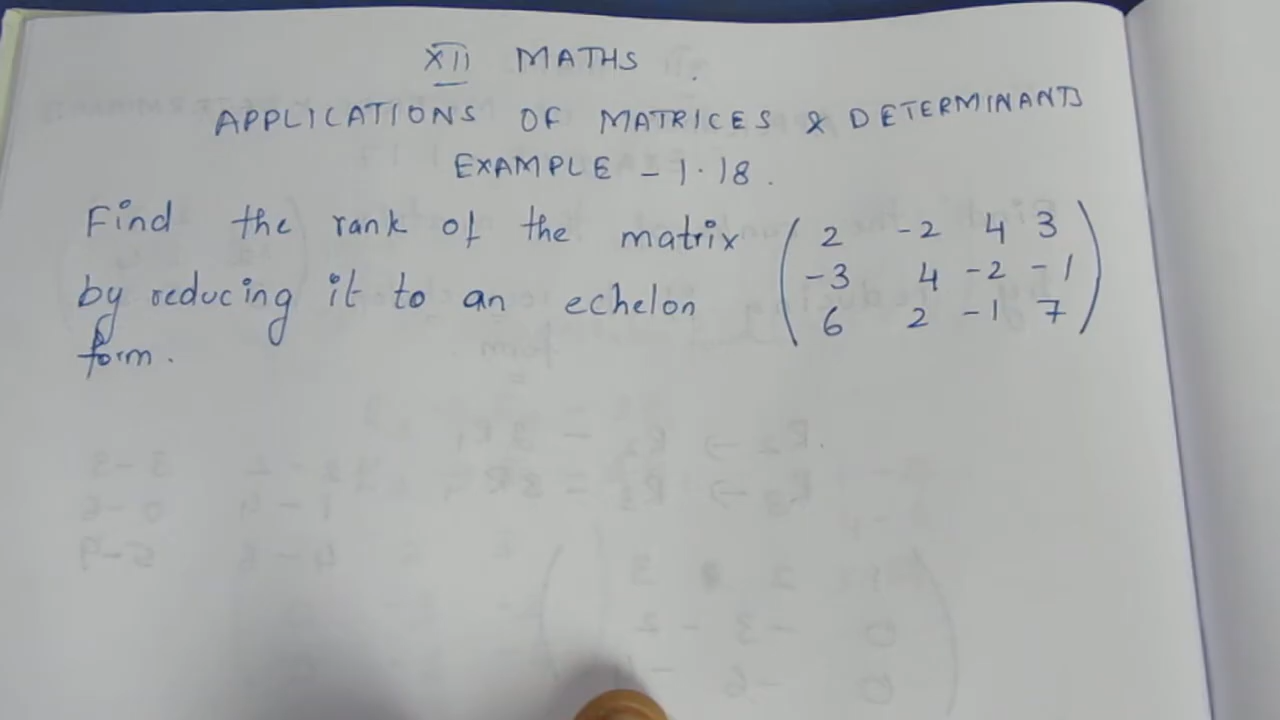 XII MATHS
APPLICATIONS OF MATRICES & DETERMINANTS
EXAMPLE - 1.18.
Find the rank of the matrix
by reducing it to an echelon
form.
2 -2 4 3
-3 4 -2 -1
6 2 -1 7